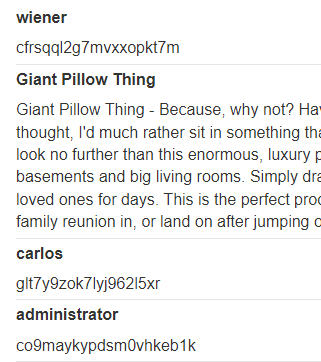 wiener
cfrsqql2g7mvxxopkt7m
Giant Pillow Thing
Giant Pillow Thing - Because, why not? Hav
thought, I'd much rather sit in something tha
look no further than this enormous, luxury p
basements and big living rooms. Simply dra
loved ones for days. This is the perfect prod
family reunion in, or land on after jumping o
carlos
glt7y9zok7lyj962l5xr
administrator
co9maykypdsm0vhkeb1k